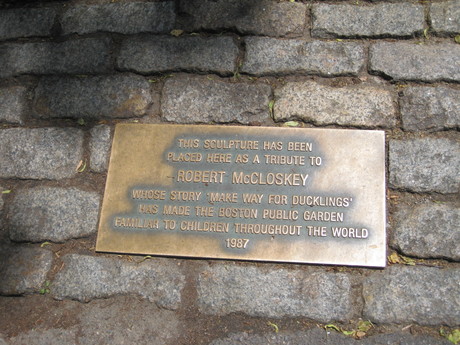 THIS SCULPTURE HAS BEEN
PLACED HERE AS A TRIBUTE TO
ROBERT McCLOSKEY
WHOSE STORY 'MAKE WAY FOR DUCKLINGS'
HAS MADE THE BOSTON PUBLIC GARDEN
FAMILIAR TO CHILDREN THROUGHOUT THE WORLD
1987